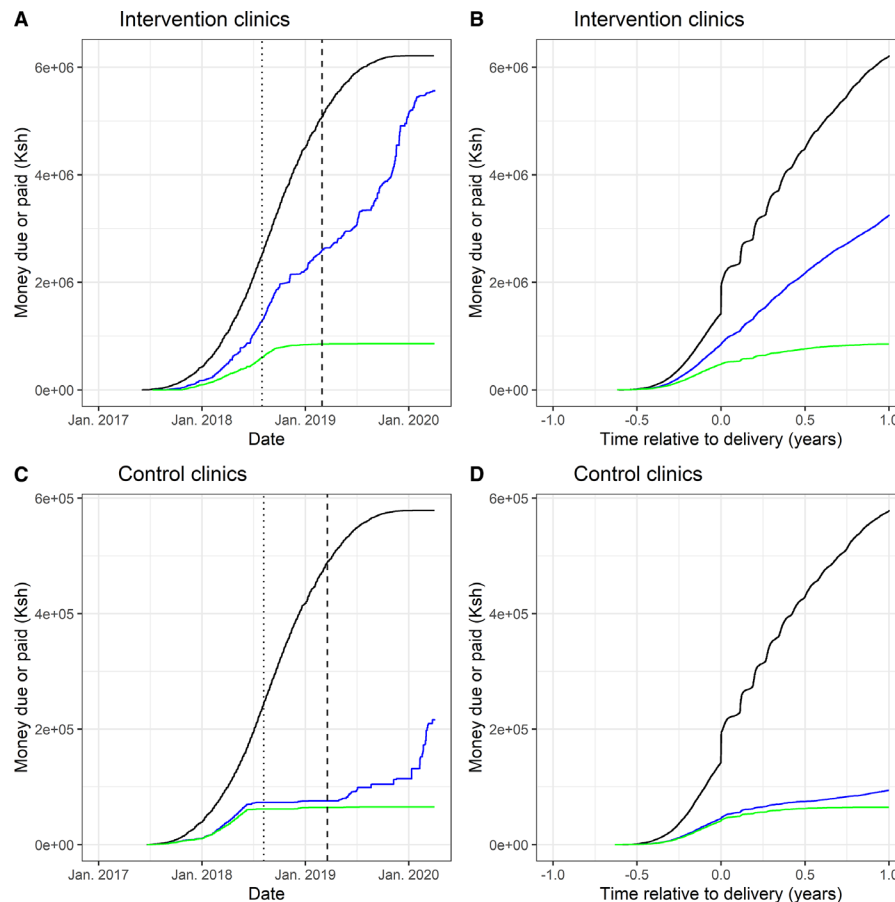 A Intervention clinics
Money due or paid (Ksh)
6e+06
4e+06
2e+06
0e+00
Jan. 2017 Jan. 2018 Jan. 2019 Jan. 2020
Date
B Intervention clinics
Money due or paid (Ksh)
6e+06
4e+06
2e+06
0e+00
-1.0 -0.5 0.0 0.5 1.0
Time relative to delivery (years)
C Control clinics
Money due or paid (Ksh)
6e+05
4e+05
2e+05
0e+00
Jan. 2017 Jan. 2018 Jan. 2019 Jan. 2020
Date
D Control clinics
Money due or paid (Ksh)
6e+05
4e+05
2e+05
0e+00
-1.0 -0.5 0.0 0.5 1.0
Time relative to delivery (years)